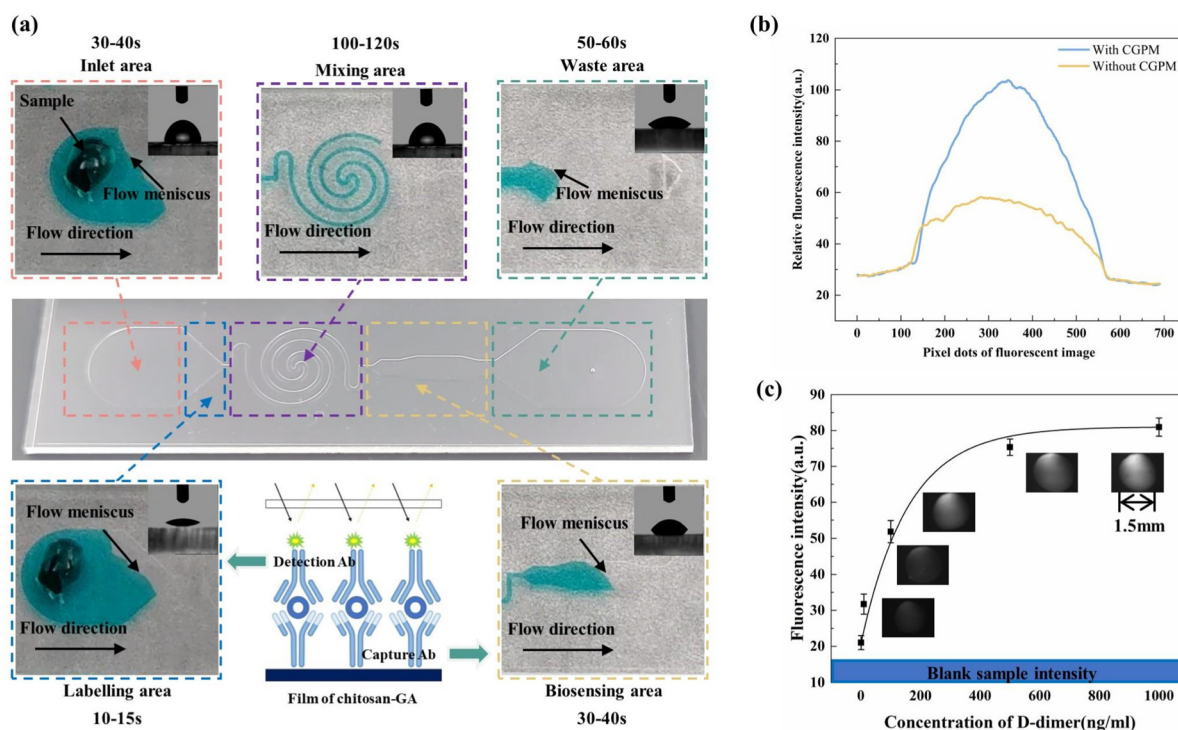 (a)
30-40s
Inlet area
100-120s
Mixing area
50-60s
Waste area
Sample
Flow meniscus
Flow direction
Flow direction
Flow meniscus
Flow direction
Flow meniscus
Flow direction
Labelling area
10-15s
Detection Ab
Capture Ab
Film of chitosan-GA
Flow meniscus
Flow direction
Biosensing area
30-40s
(b)
Relative fluorescence intensity(a.u.)
120
100
80
60
40
20
With CGPM
Without CGPM
0 100 200 300 400 500 600 700
Pixel dots of fluorescent image
(c)
Fluorescence intensity(a.u.)
90
80
70
60
50
40
30
20
10
1.5mm
Blank sample intensity
0 200 400 600 800 1000
Concentration of D-dimer(ng/ml)